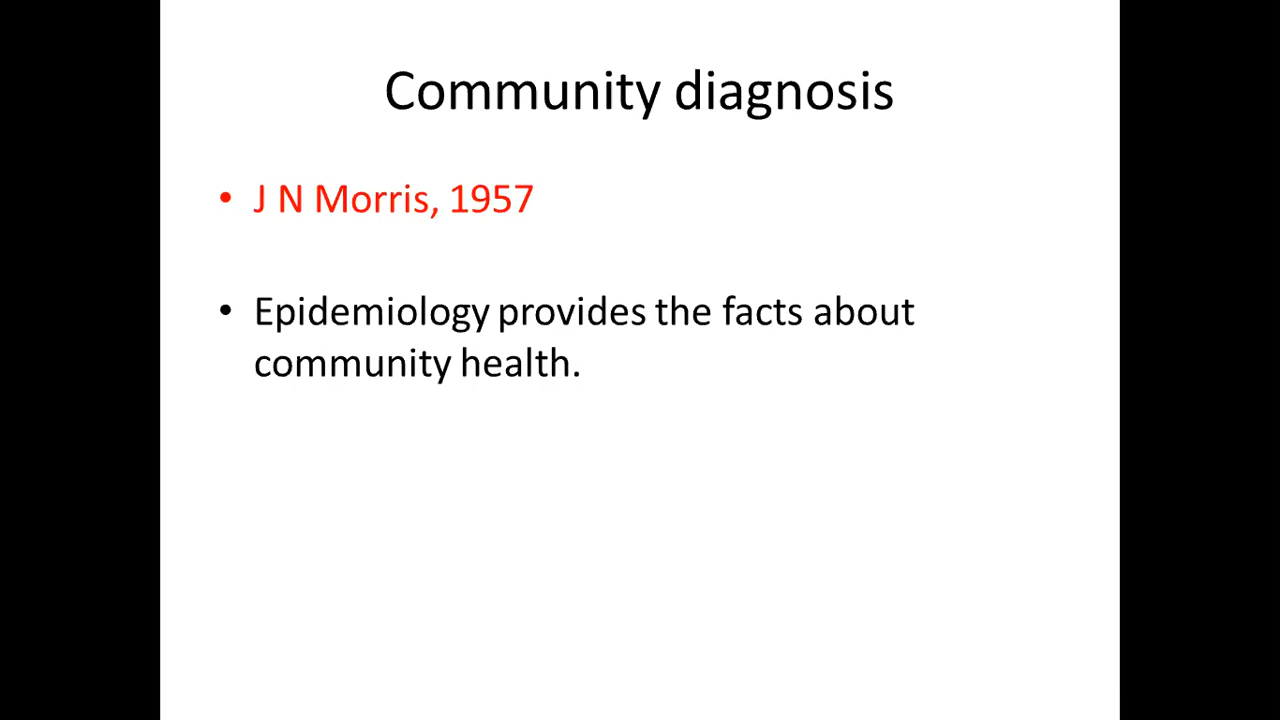 Community diagnosis
• J N Morris, 1957
• Epidemiology provides the facts about
community health.